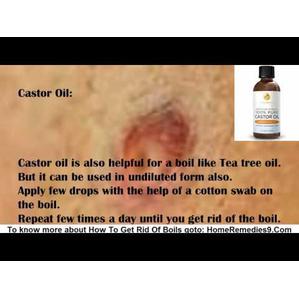 Castor Oil:
100% PURE
CASTOR OIL
Castor oil is also helpful for a boil like Tea tree oil.
But it can be used in undiluted form also.
Apply few drops with the help of a cotton swab on
the boil.
Repeat few times a day until you get rid of the boil.
To know more about How To Get Rid Of Boils goto: HomeRemedies9.Com